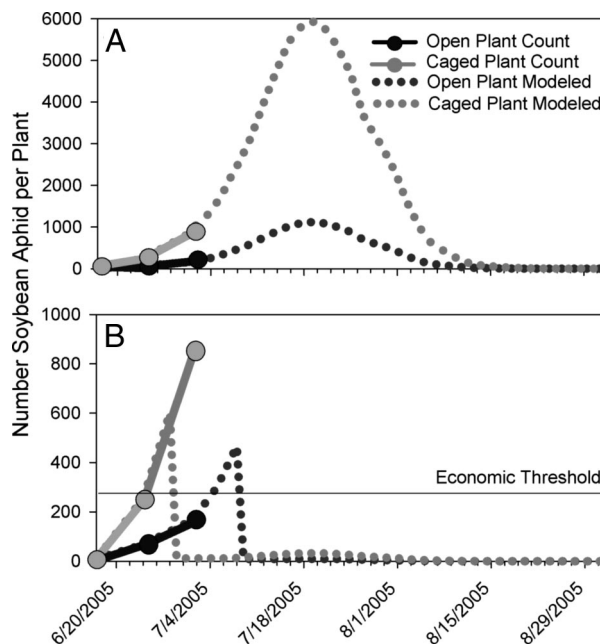 Number Soybean Aphid per Plant
A
6000
5000
4000
3000
2000
1000
0
Open Plant Count
Caged Plant Count
Open Plant Modeled
Caged Plant Modeled
B
1000
800
600
400
200
0
Economic Threshold
6/20/2005
7/4/2005
7/18/2005
8/1/2005
8/15/2005
8/29/2005